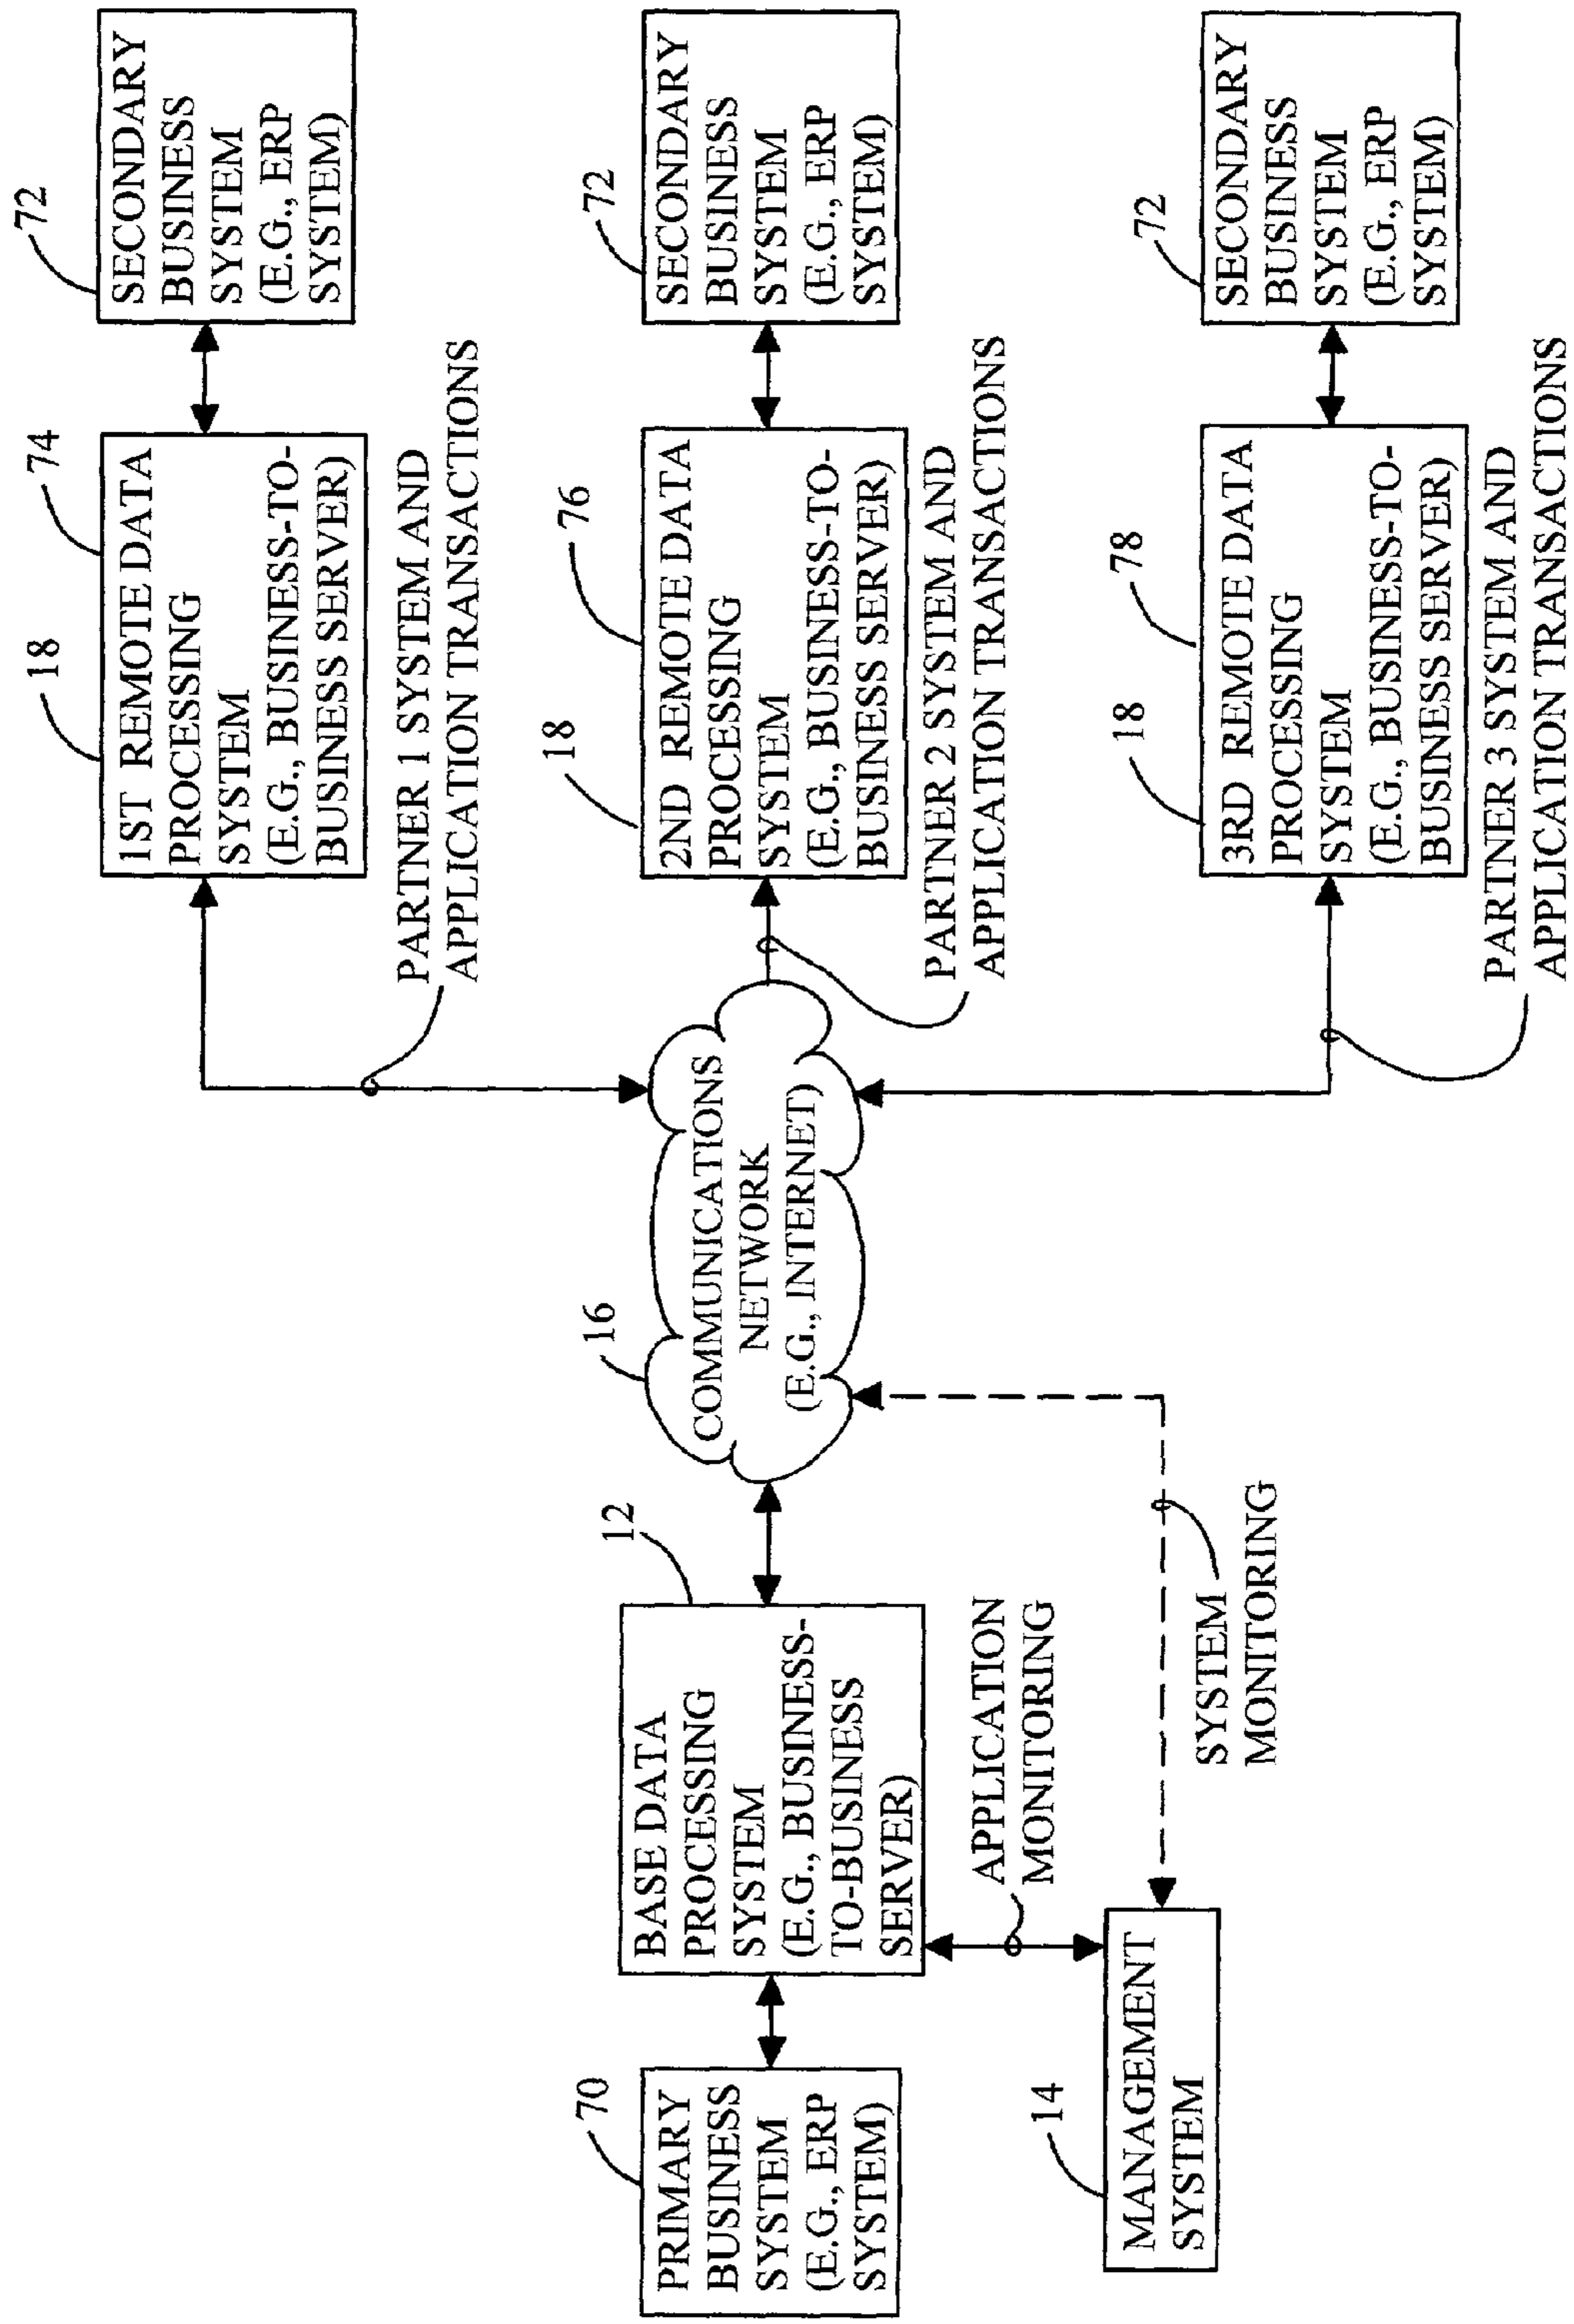 72
SECONDARY
BUSINESS
SYSTEM
(E.G., ERP
SYSTEM)
18
74
1ST REMOTE DATA
PROCESSING
SYSTEM
(E.G., BUSINESS-TO-
BUSINESS SERVER)
PARTNER 1 SYSTEM AND
APPLICATION TRANSACTIONS
72
SECONDARY
BUSINESS
SYSTEM
(E.G., ERP
SYSTEM)
18
76
2ND REMOTE DATA
PROCESSING
SYSTEM
(E.G., BUSINESS-TO-
BUSINESS SERVER)
PARTNER 2 SYSTEM AND
APPLICATION TRANSACTIONS
72
SECONDARY
BUSINESS
SYSTEM
(E.G., ERP
SYSTEM)
18
78
3RD REMOTE DATA
PROCESSING
SYSTEM
(E.G., BUSINESS-TO-
BUSINESS SERVER)
PARTNER 3 SYSTEM AND
APPLICATION TRANSACTIONS
16
COMMUNICATIONS
NETWORK
(E.G., INTERNET)
12
BASE DATA
PROCESSING
SYSTEM
(E.G., BUSINESS-
TO-BUSINESS
SERVER)
70
PRIMARY
BUSINESS
SYSTEM
(E.G., ERP
SYSTEM)
APPLICATION
MONITORING
SYSTEM
MONITORING
14
MANAGEMENT
SYSTEM